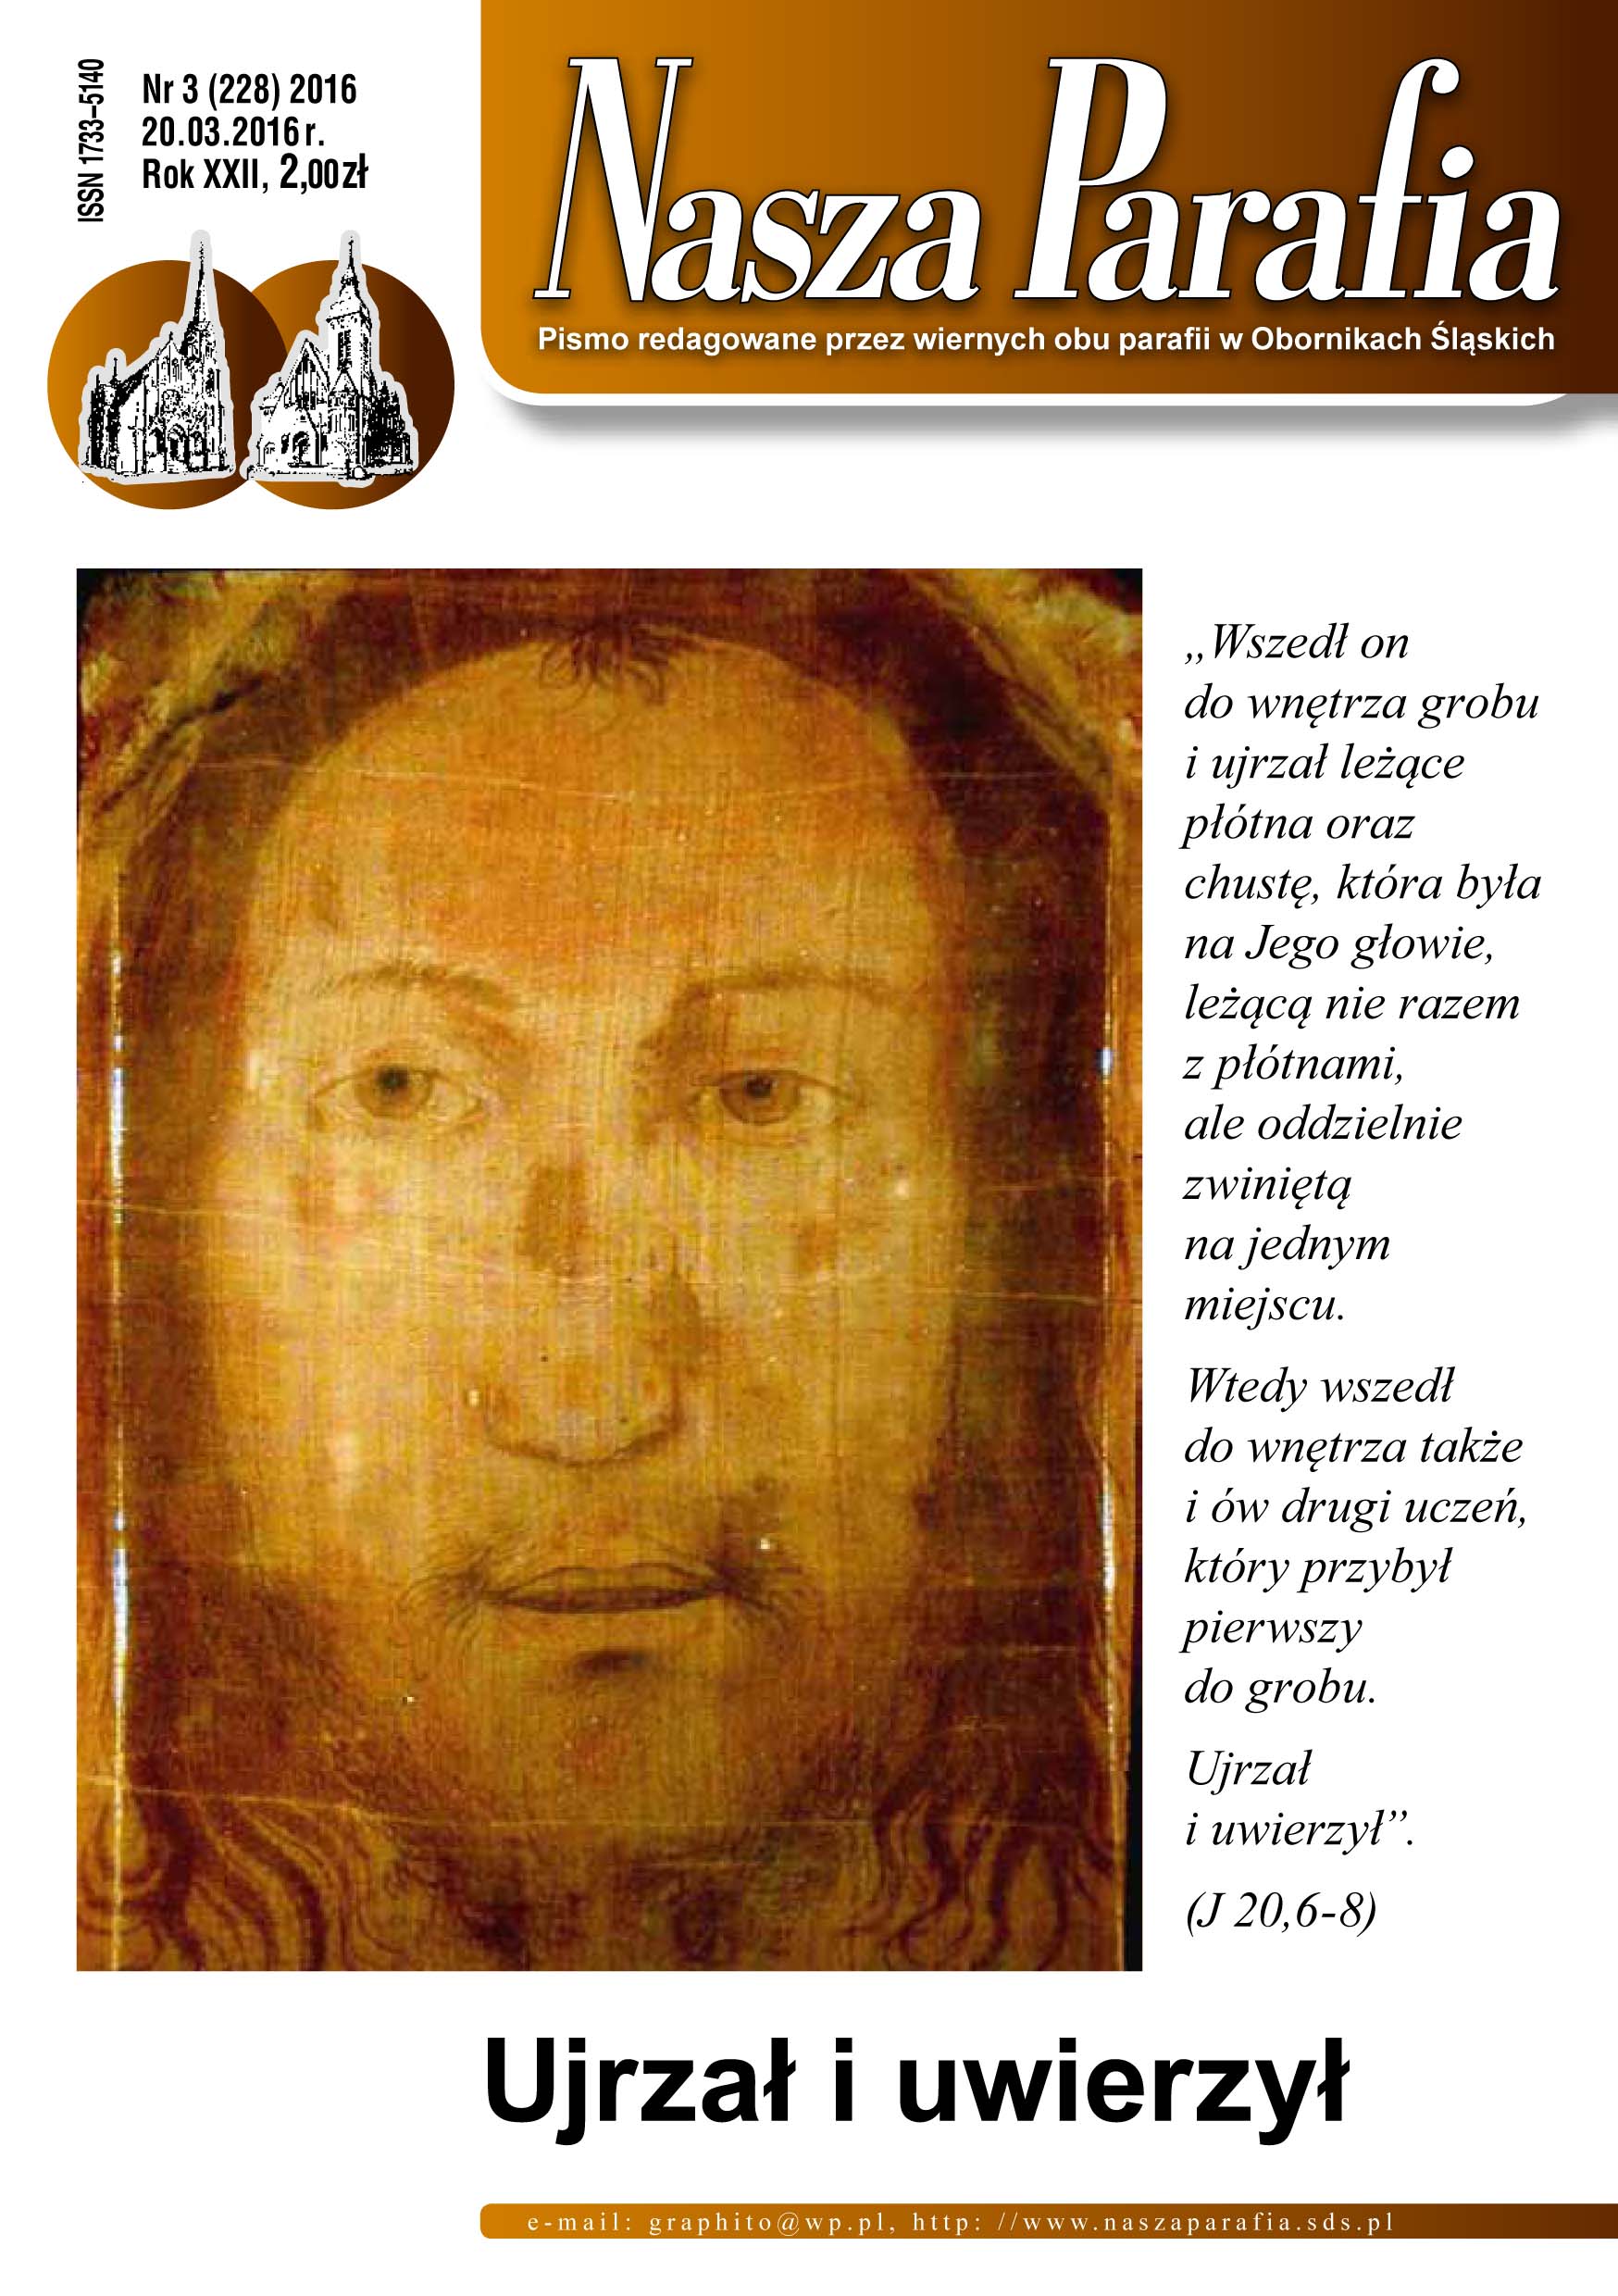 ISSN 1733–5140
Nr 3 (228) 2016
20.03.2016 r.
Rok XXII, 2,00 zł
Nasza Parafia
Pismo redagowane przez wiernych obu parafii w Obornikach Śląskich
„Wszedł on
do wnętrza grobu
i ujrzał leżące
płótna oraz
chustę, która była
na Jego głowie,
leżącą nie razem
z płótnami,
ale oddzielnie
zwiniętą
na jednym
miejscu.
Wtedy wszedł
do wnętrza także
i ów drugi uczeń,
który przybył
pierwszy
do grobu.
Ujrzał
i uwierzył”.
(J 20,6-8)
Ujrzał i uwierzył
e-mail: graphito@wp.pl, http: //www.naszaparafia.sds.pl